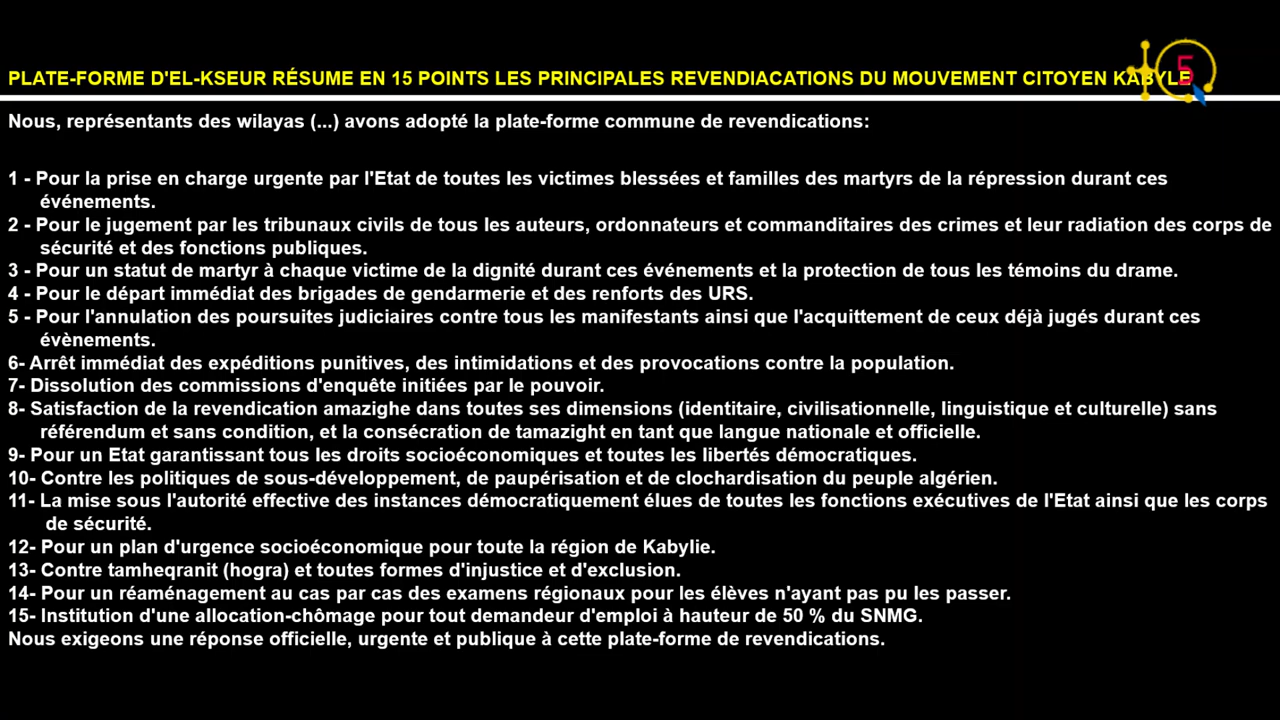 PLATE-FORME D'EL-KSEUR RÉSUME EN 15 POINTS LES PRINCIPALES REVENDIACATIONS DU MOUVEMENT CITOYEN KABYLE
5
Nous, représentants des wilayas (...) avons adopté la plate-forme commune de revendications:
1 - Pour la prise en charge urgente par l'Etat de toutes les victimes blessées et familles des martyrs de la répression durant ces
événements.
2 - Pour le jugement par les tribunaux civils de tous les auteurs, ordonnateurs et commanditaires des crimes et leur radiation des corps de
sécurité et des fonctions publiques.
3 - Pour un statut de martyr à chaque victime de la dignité durant ces événements et la protection de tous les témoins du drame.
4 - Pour le départ immédiat des brigades de gendarmerie et des renforts des URS.
5 - Pour l'annulation des poursuites judiciaires contre tous les manifestants ainsi que l'acquittement de ceux déjà jugés durant ces
évènements.
6- Arrêt immédiat des expéditions punitives, des intimidations et des provocations contre la population.
7- Dissolution des commissions d'enquête initiées par le pouvoir.
8- Satisfaction de la revendication amazighe dans toutes ses dimensions (identitaire, civilisationnelle, linguistique et culturelle) sans
référendum et sans condition, et la consécration de tamazight en tant que langue nationale et officielle.
9- Pour un Etat garantissant tous les droits socioéconomiques et toutes les libertés démocratiques.
10- Contre les politiques de sous-développement, de paupérisation et de clochardisation du peuple algérien.
11- La mise sous l'autorité effective des instances démocratiquement élues de toutes les fonctions exécutives de l'Etat ainsi que les corps
de sécurité.
12- Pour un plan d'urgence socioéconomique pour toute la région de Kabylie.
13- Contre tamheqranit (hogra) et toutes formes d'injustice et d'exclusion.
14- Pour un réaménagement au cas par cas des examens régionaux pour les élèves n'ayant pas pu les passer.
15- Institution d'une allocation-chômage pour tout demandeur d'emploi à hauteur de 50 % du SNMG.
Nous exigeons une réponse officielle, urgente et publique à cette plate-forme de revendications.